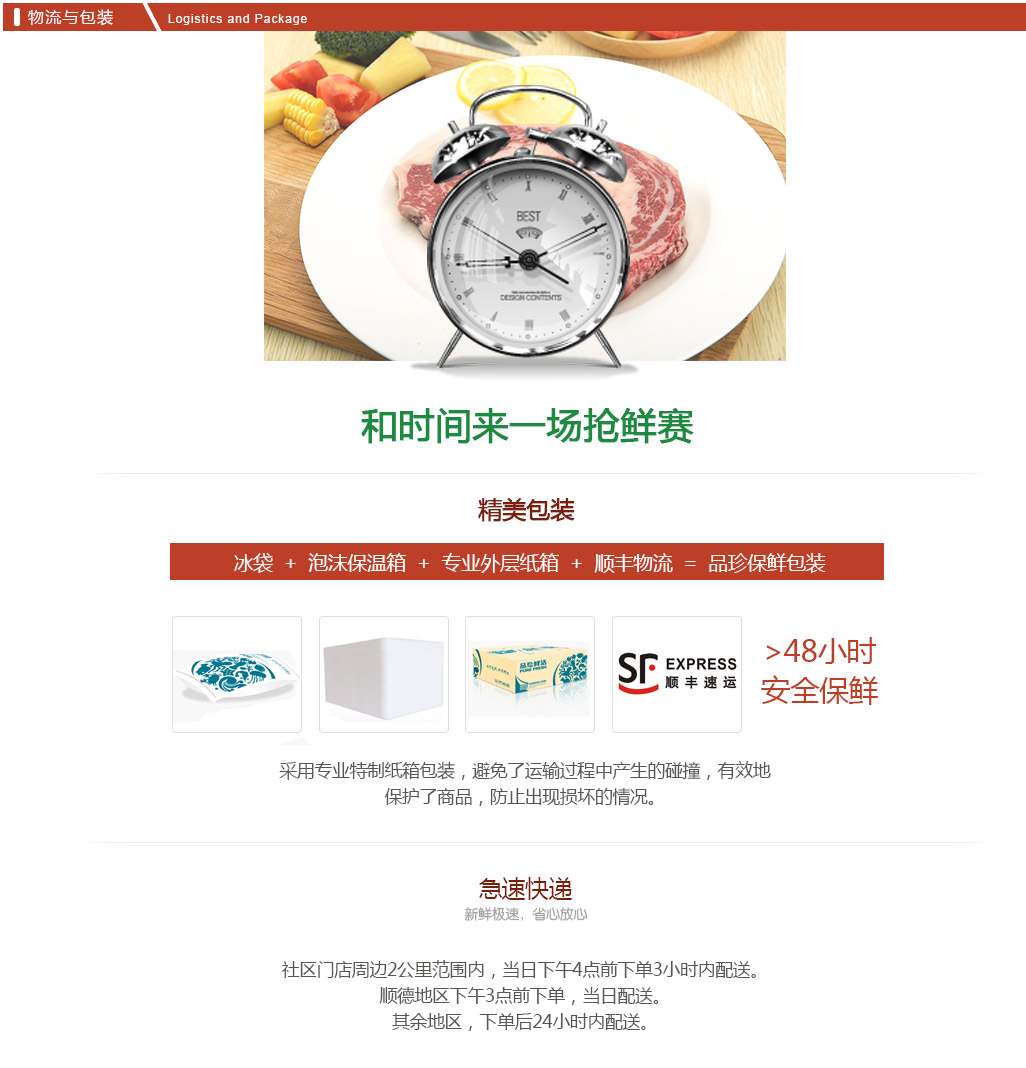 物流与包装
Logistics and Package
BEST
DESIGN CONTENTS
和时间来一场抢鲜赛
精美包装
冰袋 + 泡沫保温箱 + 专业外层纸箱 + 顺丰物流 = 品珍保鲜包装
品珍鲜活
PURE FRESH
SF EXPRESS
顺丰速运
>48小时
安全保鲜
采用专业特制纸箱包装，避免了运输过程中产生的碰撞，有效地
保护了商品，防止出现损坏的情况。
急速快递
新鲜极速，省心放心
社区门店周边2公里范围内，当日下午4点前下单3小时内配送。
顺德地区下午3点前下单，当日配送。
其余地区，下单后24小时内配送。